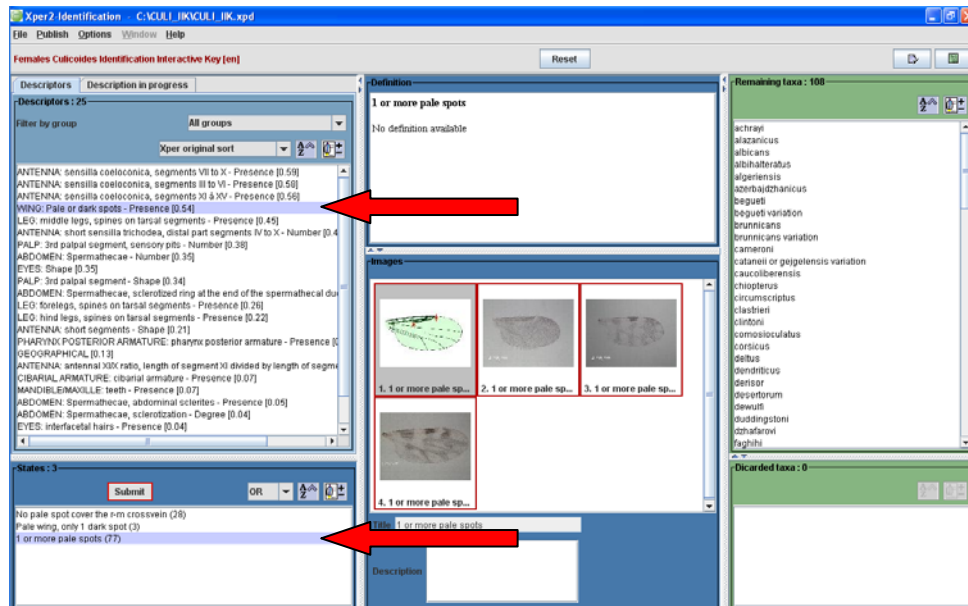 Xper2-Identification - C:\CULI_IIK\CULI_IIK.xpd
File Publish Options Window Help
Females Culicoides Identification Interactive Key [en]
Reset
Descriptors Description in progress
Descriptors : 25
Filter by group All groups
Xper original sort
ANTENNA: sensilla coeloconica, segments VII to X - Presence [0.59]
ANTENNA: sensilla coeloconica, segments III to VI - Presence [0.58]
ANTENNA: sensilla coeloconica, segments XI à XV - Presence [0.56]
WING: Pale or dark spots - Presence [0.54]
LEG: middle legs, spines on tarsal segments - Presence [0.45]
ANTENNA: short sensilla trichodea, distal part segments IV to X - Number [0.4
PALP: 3rd palpal segment, sensory pits - Number [0.38]
ABDOMEN: Spermathecae - Number [0.35]
EYES: Shape [0.35]
PALP: 3rd palpal segment - Shape [0.34]
ABDOMEN: Spermathecae, sclerotized ring at the end of the spermathecal du
LEG: forelegs, spines on tarsal segments - Presence [0.26]
LEG: hind legs, spines on tarsal segments - Presence [0.22]
ANTENNA: short segments - Shape [0.21]
PHARYNX POSTERIOR ARMATURE: pharynx posterior armature - Presence [0
GEOGRAPHICAL [0.13]
ANTENNA: antennal XI/X ratio, length of segment XI divided by length of segme
CIBARIAL ARMATURE: cibarial armature - Presence [0.07]
MANDIBLE/MAXILLE: teeth - Presence [0.07]
ABDOMEN: Spermathecae, abdominal sclerites - Presence [0.05]
ABDOMEN: Spermathecae, sclerotization - Degree [0.04]
EYES: interfacetal hairs - Presence [0.04]
States : 3
Submit OR
No pale spot cover the r-m crossvein (28)
Pale wing, only 1 dark spot (3)
1 or more pale spots (77)
Definition
1 or more pale spots
No definition available
Images
1. 1 or more pale sp... 2. 1 or more pale sp... 3. 1 or more pale sp...
4. 1 or more pale sp...
Title 1 or more pale spots
Description
Remaining taxa : 108
achrayi
alazanicus
albicans
albihalteratus
algeriensis
azerbajdzhanicus
begueti
begueti variation
brunnicans
brunnicans variation
cameroni
cataneii or gejgelensis variation
caucoliberensis
chiopterus
circumscriptus
clastrieri
clintoni
comosioculatus
corsicus
deltus
dendriticus
derisor
desertorum
dewulfi
duddingstoni
dzhafarovi
faghihi
Dicarded taxa : 0